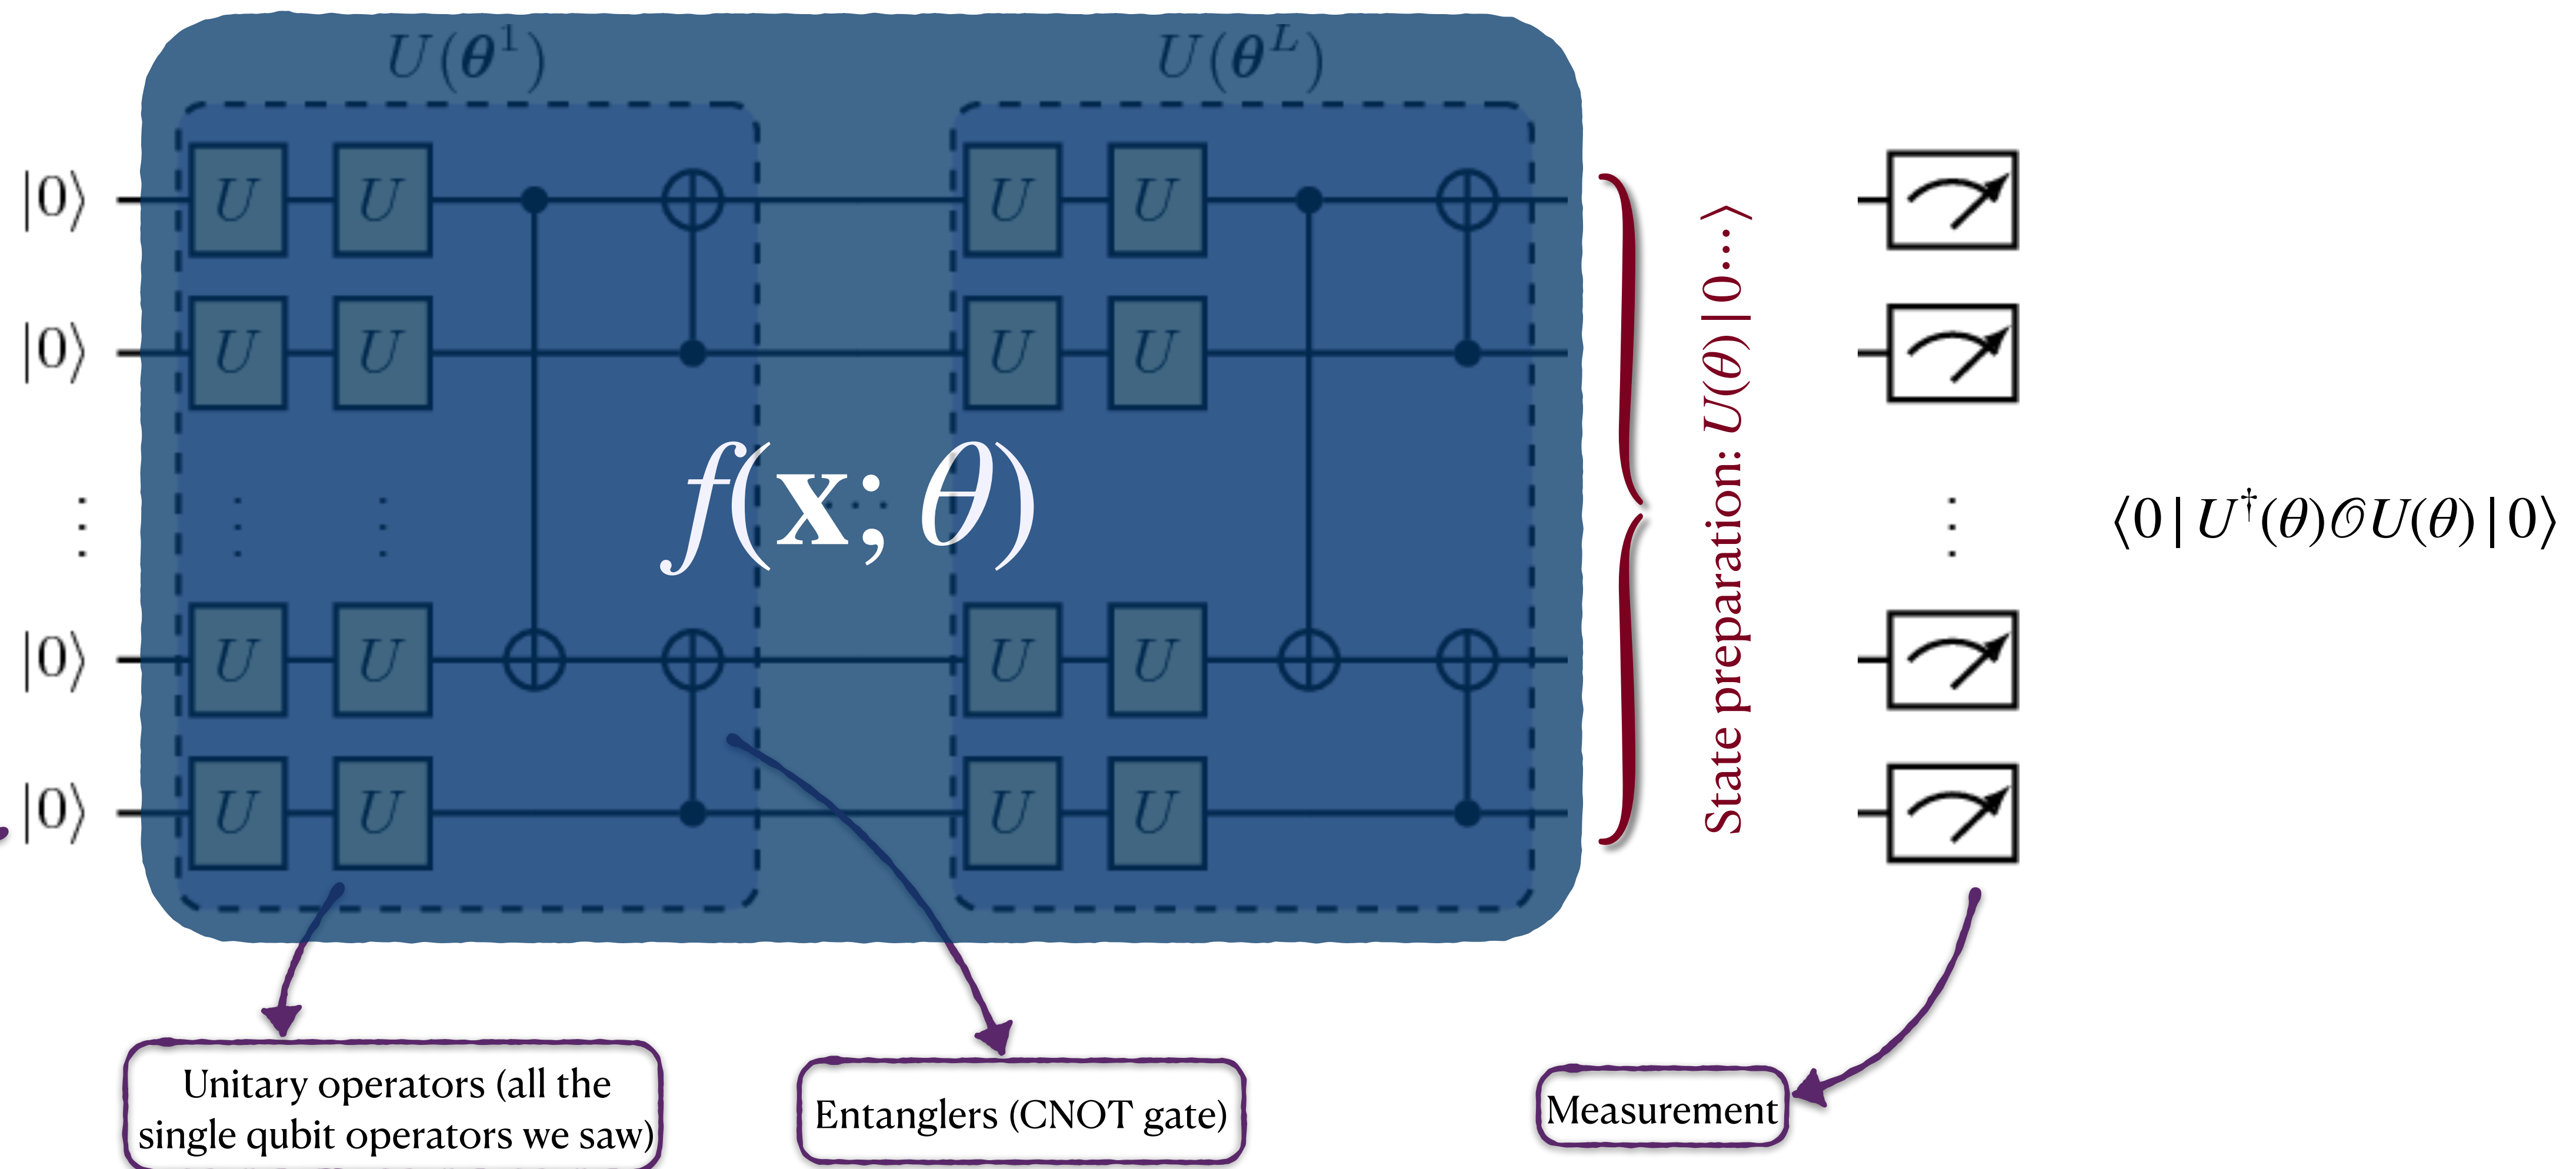 U(θ¹) U(θᴸ)
|0⟩ U U U U
|0⟩ U U U U
⋮ ⋮ ⋮ f(x; θ) ⋯ ⋮ ⟨0|U†(θ)𝒪U(θ)|0⟩
|0⟩ U U U U
|0⟩ U U U U
State preparation: U(θ)|0⋯⟩
Unitary operators (all the
single qubit operators we saw)
Entanglers (CNOT gate)
Measurement